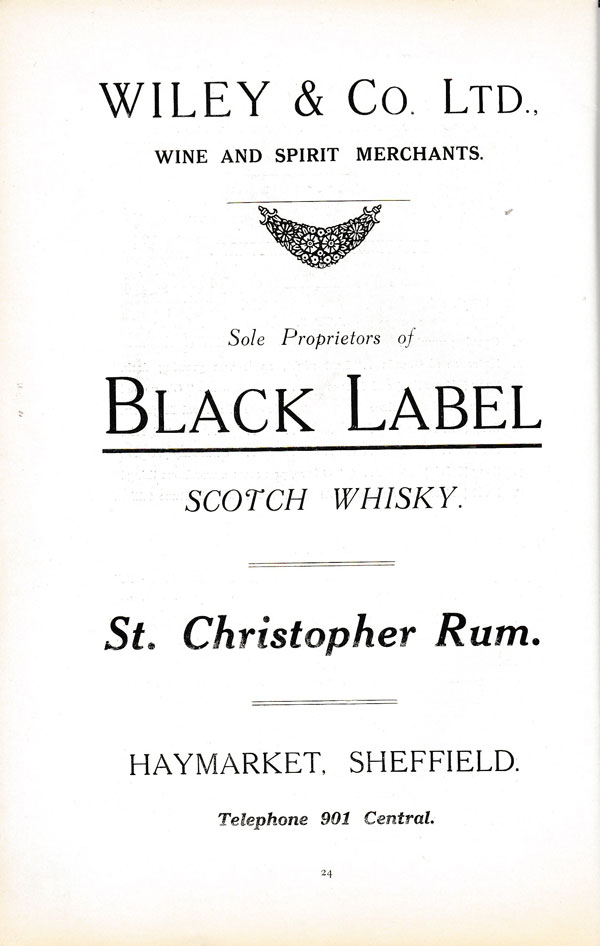 WILEY & CO. LTD.,
WINE AND SPIRIT MERCHANTS.
Sole Proprietors of
BLACK LABEL
SCOTCH WHISKY.
St. Christopher Rum.
HAYMARKET, SHEFFIELD.
Telephone 901 Central.
24